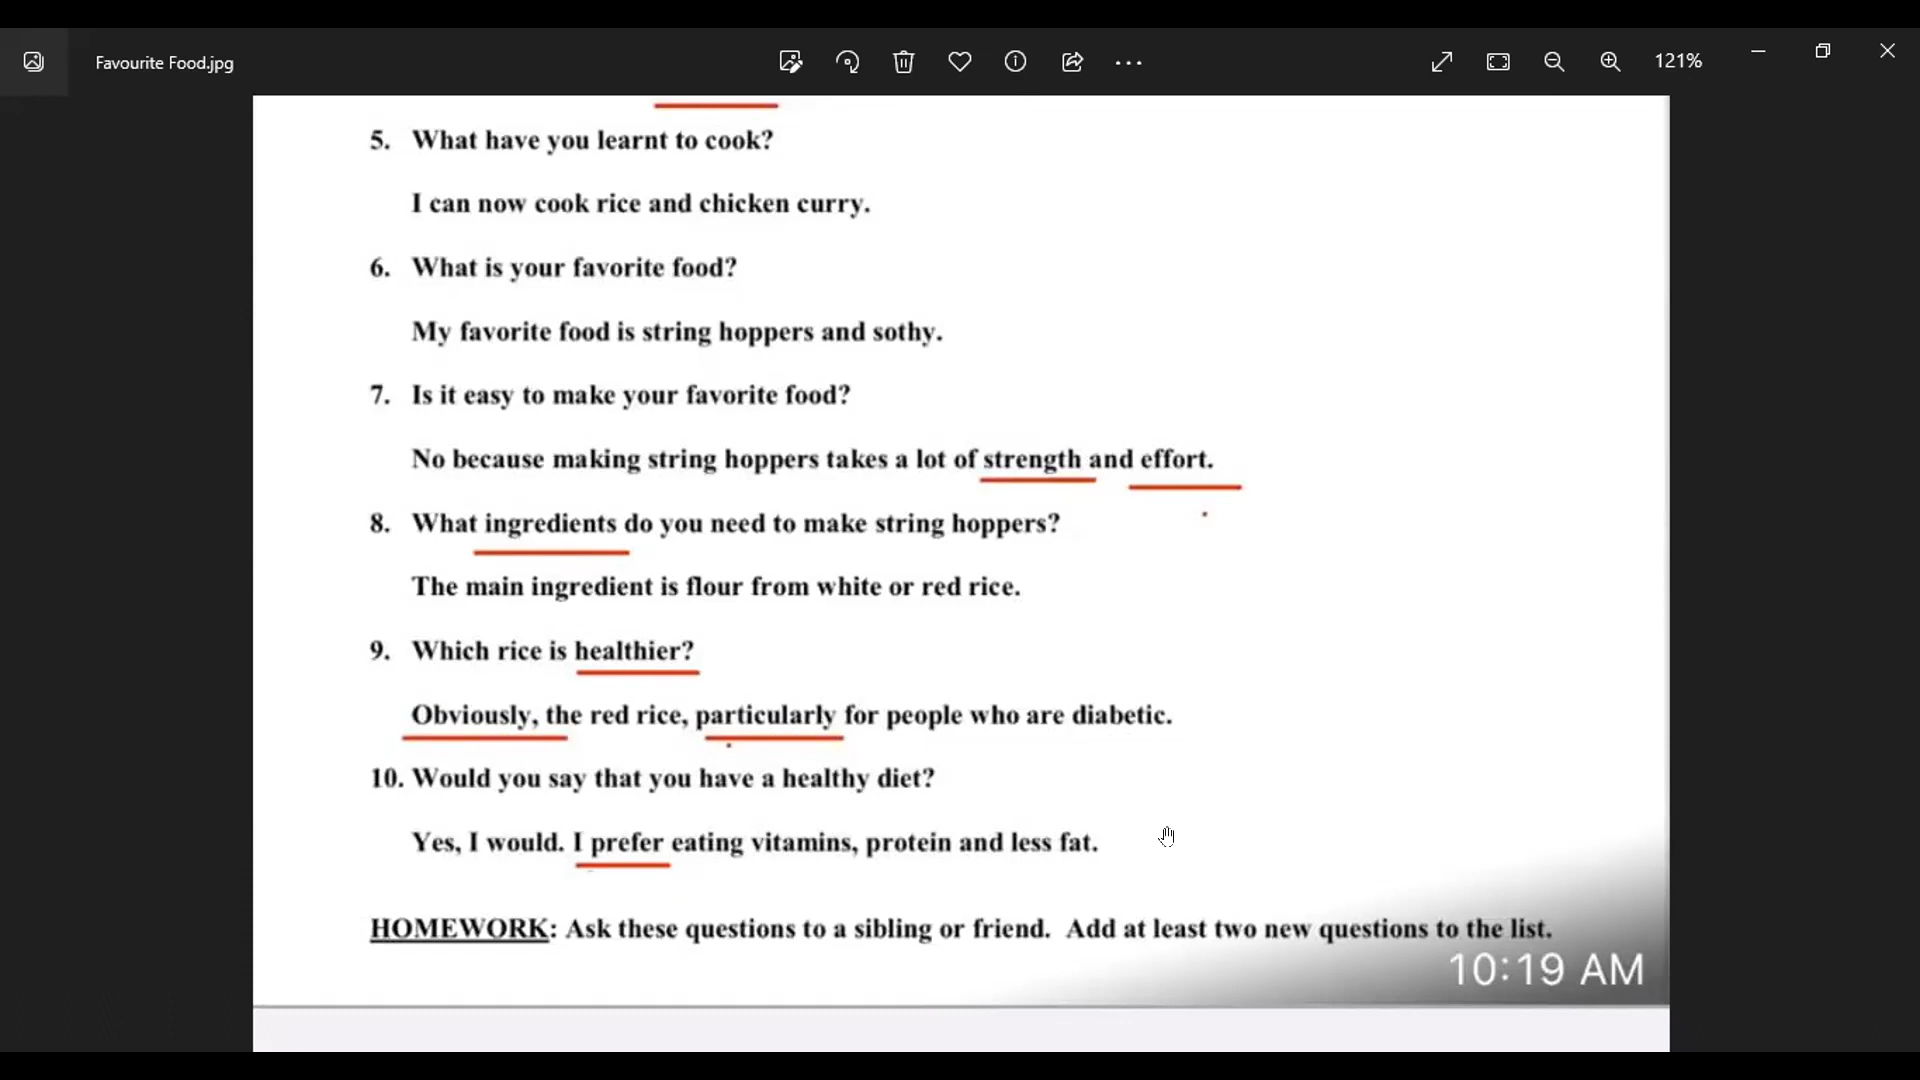 Favourite Food.jpg
121%
5. What have you learnt to cook?
I can now cook rice and chicken curry.
6. What is your favorite food?
My favorite food is string hoppers and sothy.
7. Is it easy to make your favorite food?
No because making string hoppers takes a lot of strength and effort.
8. What ingredients do you need to make string hoppers?
The main ingredient is flour from white or red rice.
9. Which rice is healthier?
Obviously, the red rice, particularly for people who are diabetic.
10. Would you say that you have a healthy diet?
Yes, I would. I prefer eating vitamins, protein and less fat.
HOMEWORK: Ask these questions to a sibling or friend. Add at least two new questions to the list.
10:19 AM